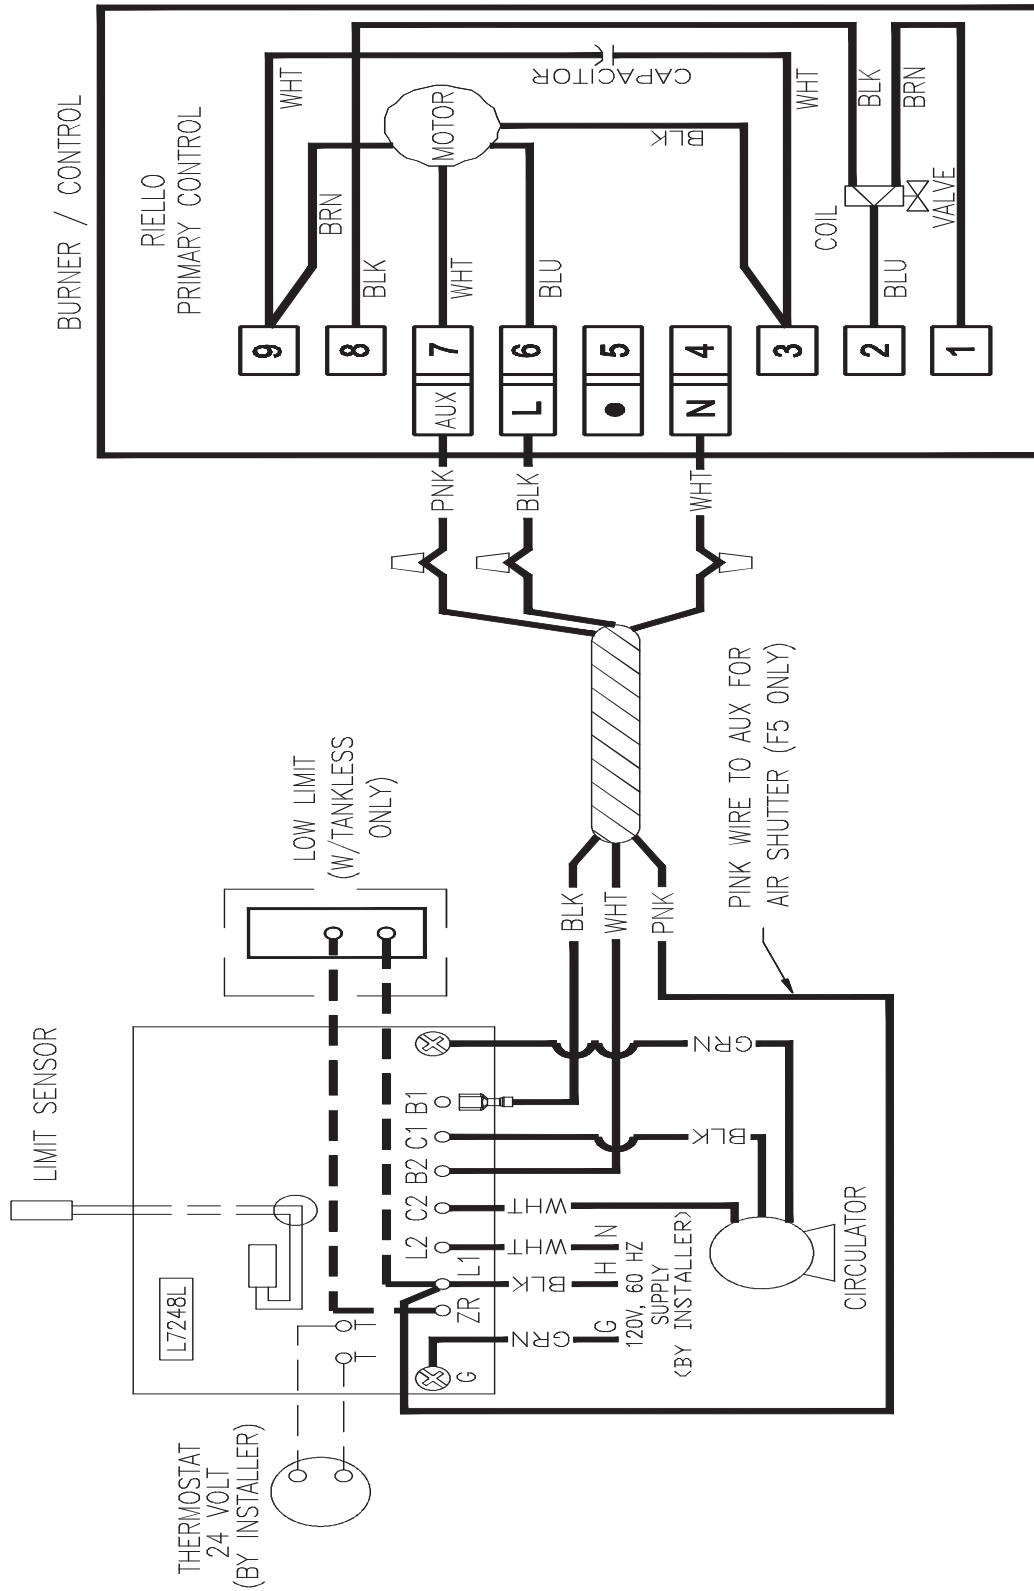 BURNER / CONTROL
RIELLO
PRIMARY CONTROL
WHT
BRN
BLK
WHT
BLU
MOTOR
CAPACITOR
BLK
WHT
BLK
BRN
COIL
VALVE
BLU
9
8
7
6
5
4
3
2
1
AUX
L
N
PNK
BLK
WHT
LIMIT SENSOR
LOW LIMIT
(W/TANKLESS
ONLY)
PINK WIRE TO AUX FOR
AIR SHUTTER (F5 ONLY)
BLK
WHT
PNK
L7248L
THERMOSTAT
24 VOLT
(BY INSTALLER)
T
T
G
ZR
L1
L2
C2
B2
C1
B1
GRN
BLK
WHT
WHT
BLK
GRN
G
H
N
120V, 60 HZ
SUPPLY
<BY INSTALLER>
CIRCULATOR